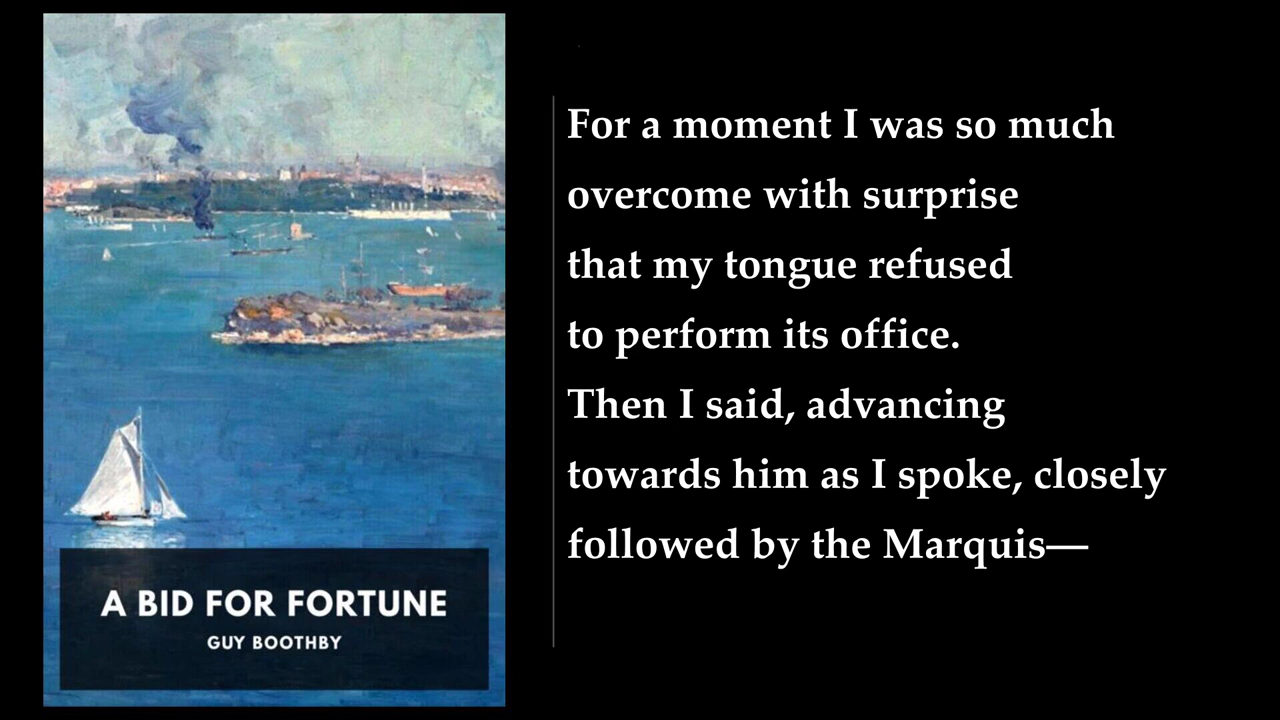 For a moment I was so much
overcome with surprise
that my tongue refused
to perform its office.
Then I said, advancing
towards him as I spoke, closely
followed by the Marquis—
A BID FOR FORTUNE
GUY BOOTHBY